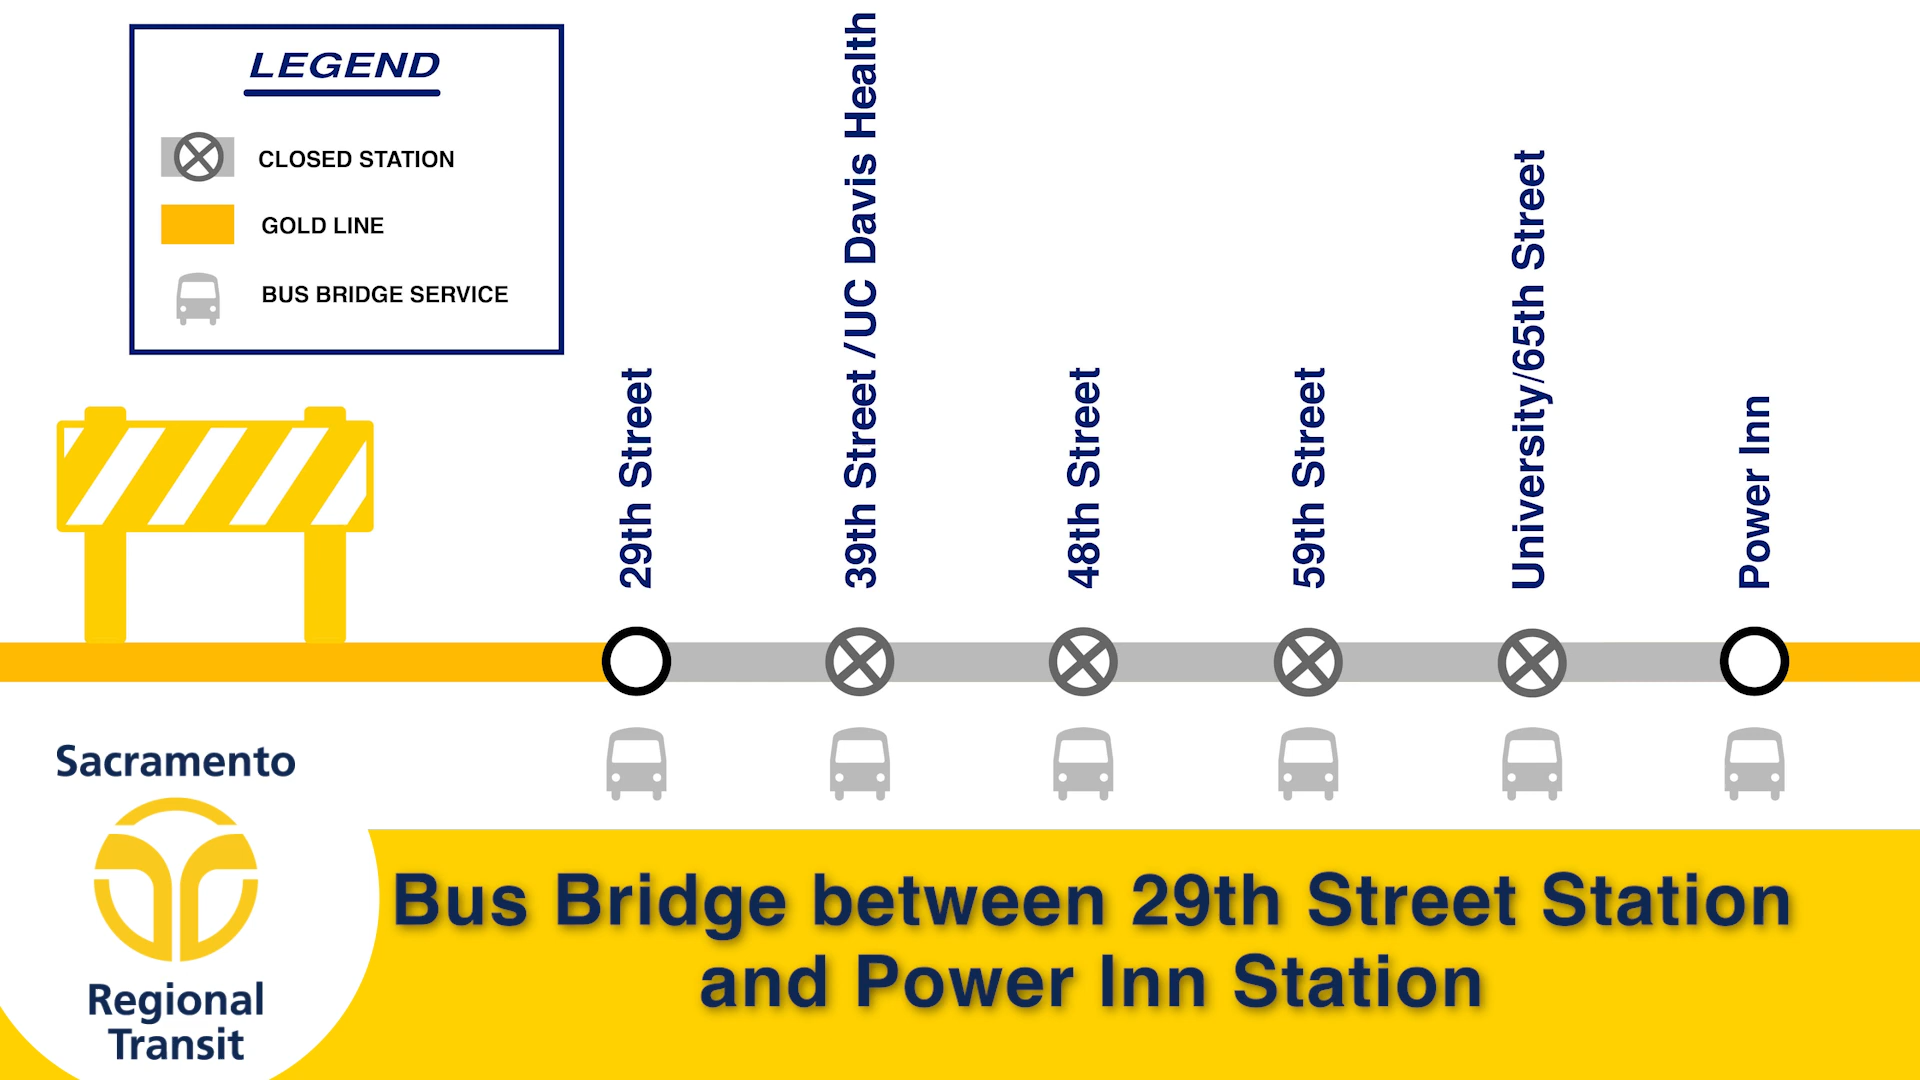 LEGEND
CLOSED STATION
GOLD LINE
BUS BRIDGE SERVICE
29th Street
39th Street / UC Davis Health
48th Street
59th Street
University/65th Street
Power Inn
Sacramento
Regional
Transit
Bus Bridge between 29th Street Station
and Power Inn Station